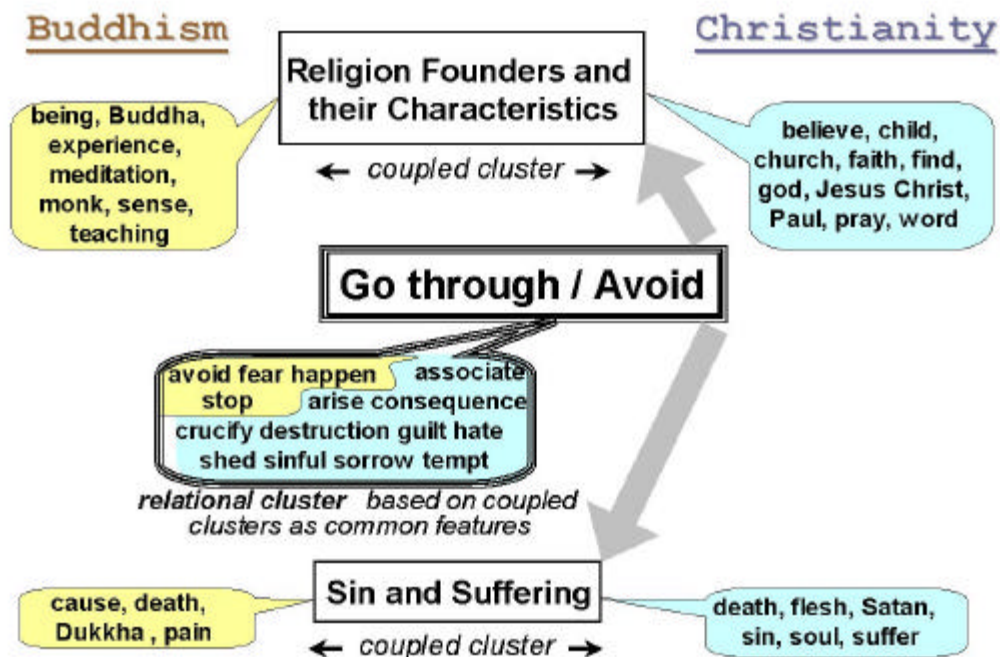 Buddhism
Christianity
Religion Founders and
their Characteristics
← coupled cluster →
being, Buddha,
experience,
meditation,
monk, sense,
teaching
believe, child,
church, faith, find,
god, Jesus Christ,
Paul, pray, word
Go through / Avoid
avoid fear happen associate
stop arise consequence
crucify destruction guilt hate
shed sinful sorrow tempt
relational cluster based on coupled
clusters as common features
Sin and Suffering
← coupled cluster →
cause, death,
Dukkha , pain
death, flesh, Satan,
sin, soul, suffer